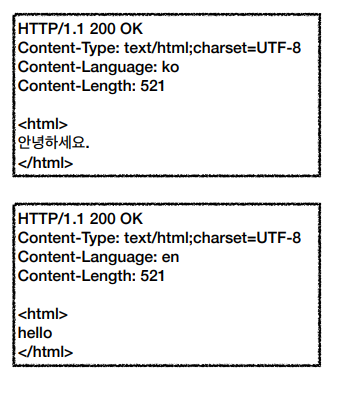 HTTP/1.1 200 OK
Content-Type: text/html;charset=UTF-8
Content-Language: ko
Content-Length: 521

<html>
안녕하세요.
</html>

HTTP/1.1 200 OK
Content-Type: text/html;charset=UTF-8
Content-Language: en
Content-Length: 521

<html>
hello
</html>